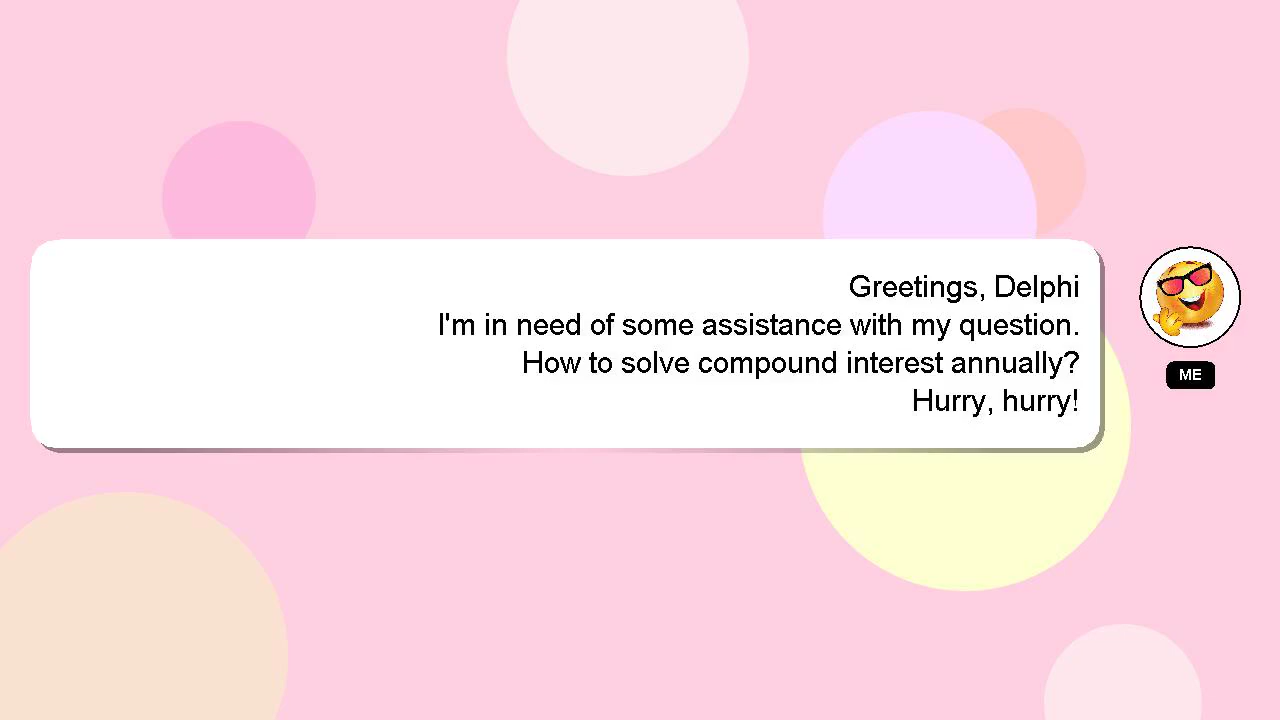 Greetings, Delphi
I'm in need of some assistance with my question.
How to solve compound interest annually?
Hurry, hurry!
ME